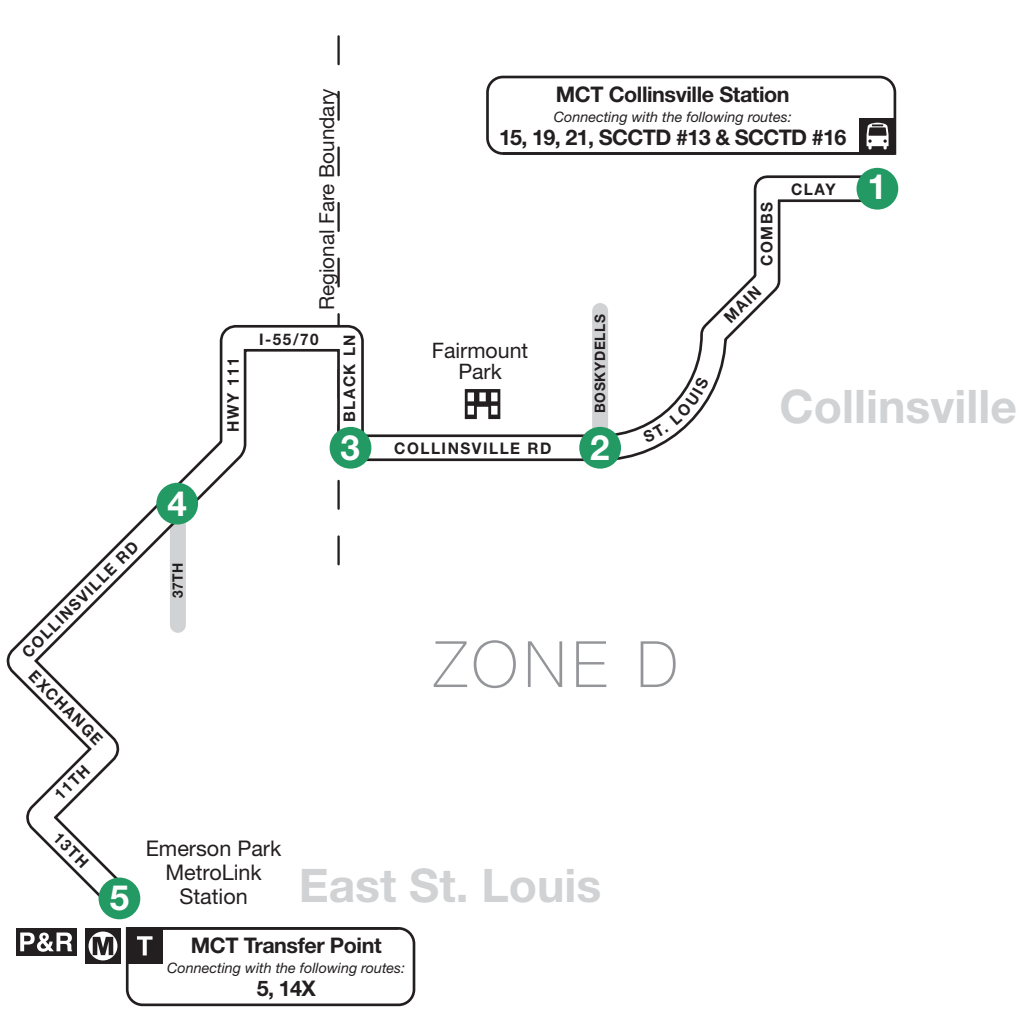 MCT Collinsville Station
Connecting with the following routes:
15, 19, 21, SCCTD #13 & SCCTD #16
Regional Fare Boundary
1
CLAY
COMBS
MAIN
ST. LOUIS
BOSKYDELLS
2
Collinsville
Fairmount
Park
COLLINSVILLE RD
3
BLACK LN
I-55/70
HWY 111
4
37TH
COLLINSVILLE RD
EXCHANGE
11TH
13TH
5
ZONE D
Emerson Park
MetroLink
Station
East St. Louis
P&R
M
T
MCT Transfer Point
Connecting with the following routes:
5, 14X